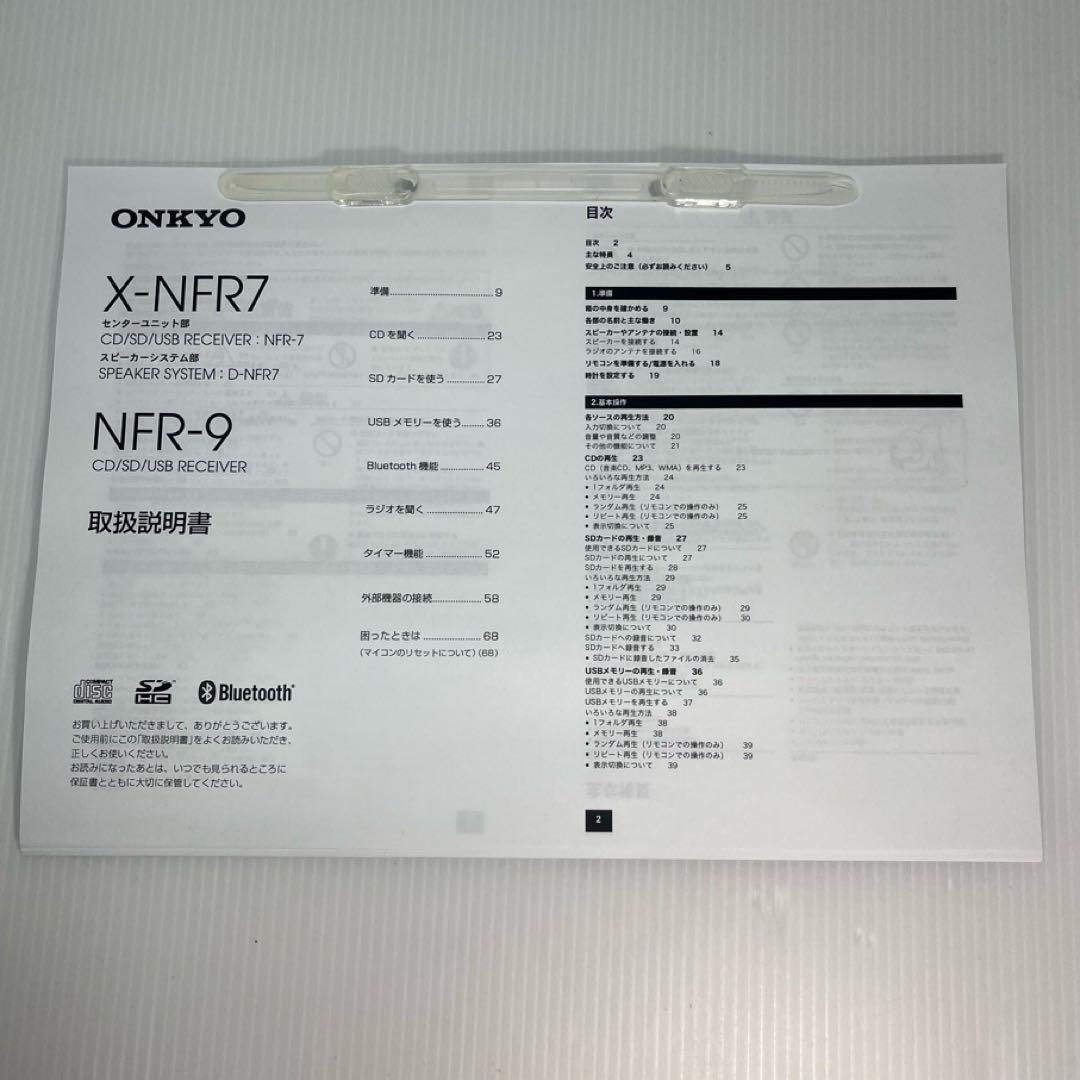 ONKYO
X-NFR7
センターユニット部
CD/SD/USB RECEIVER : NFR-7
スピーカーシステム部
SPEAKER SYSTEM : D-NFR7
NFR-9
CD/SD/USB RECEIVER
取扱説明書
準備 9
CDを聞く 23
SDカードを使う 27
USBメモリーを使う 36
Bluetooth機能 45
ラジオを聞く 47
タイマー機能 52
外部機器の接続 58
困ったときは 68
(マイコンのリセットについて)(68)
COMPACT
disc
DIGITAL AUDIO
SD
HC
Bluetooth®
お買い上げいただきまして、ありがとうございます。
ご使用前にこの「取扱説明書」をよくお読みいただき、
正しくお使いください。
お読みになったあとは、いつでも見られるところに
保証書とともに大切に保管してください。
目次
目次 2
主な特長 4
安全上のご注意(必ずお読みください) 5
1.準備
箱の中身を確かめる 9
各部の名前と主な働き 10
スピーカーやアンテナの接続・設置 14
スピーカーを接続する 14
ラジオのアンテナを接続する 16
リモコンを準備する/電源を入れる 18
時計を設定する 19
2.基本操作
各ソースの再生方法 20
入力切換について 20
音量や音質などの調整 20
その他の機能について 21
CDの再生 23
CD(音楽CD、MP3、WMA)を再生する 23
いろいろな再生方法 24
• 1フォルダ再生 24
• メモリー再生 24
• ランダム再生(リモコンでの操作のみ) 25
• リピート再生(リモコンでの操作のみ) 25
• 表示切換について 25
SDカードの再生・録音 27
使用できるSDカードについて 27
SDカードの再生について 27
SDカードを再生する 28
いろいろな再生方法 29
• 1フォルダ再生 29
• メモリー再生 29
• ランダム再生(リモコンでの操作のみ) 29
• リピート再生(リモコンでの操作のみ) 30
• 表示切換について 30
SDカードへの録音について 32
SDカードへ録音する 33
• SDカードに録音したファイルの消去 35
USBメモリーの再生・録音 36
使用できるUSBメモリーについて 36
USBメモリーの再生について 36
USBメモリーを再生する 37
いろいろな再生方法 38
• 1フォルダ再生 38
• メモリー再生 38
• ランダム再生(リモコンでの操作のみ) 39
• リピート再生(リモコンでの操作のみ) 39
• 表示切換について 39
2